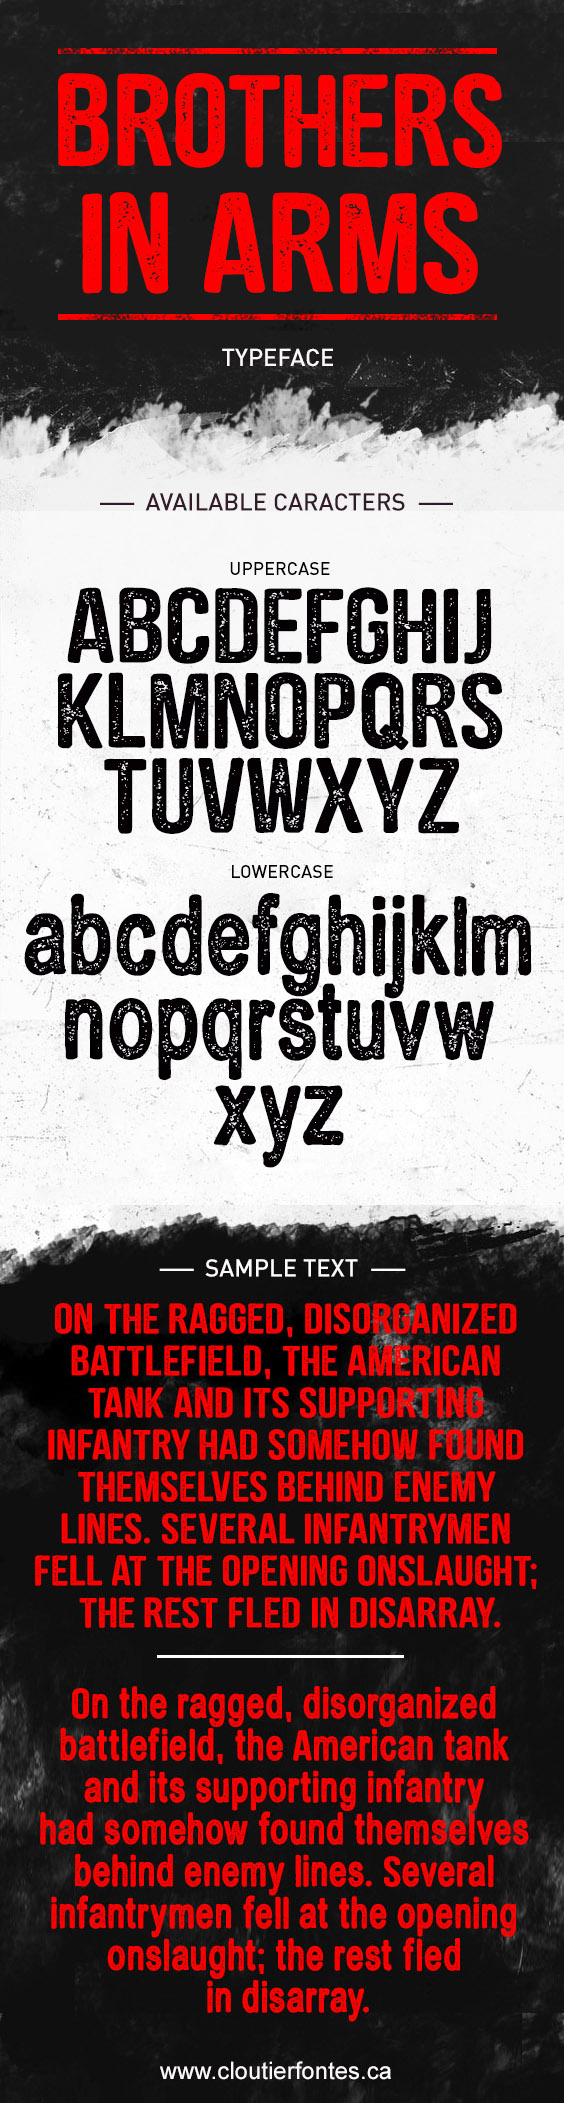 BROTHERS
IN ARMS
TYPEFACE
AVAILABLE CARACTERS
UPPERCASE
ABCDEFGHIJ
KLMNOPQRS
TUVWXYZ
LOWERCASE
abcdefghijklm
nopqrstuvw
xyz
SAMPLE TEXT
ON THE RAGGED, DISORGANIZED
BATTLEFIELD, THE AMERICAN
TANK AND ITS SUPPORTING
INFANTRY HAD SOMEHOW FOUND
THEMSELVES BEHIND ENEMY
LINES. SEVERAL INFANTRYMEN
FELL AT THE OPENING ONSLAUGHT;
THE REST FLED IN DISARRAY.
On the ragged, disorganized
battlefield, the American tank
and its supporting infantry
had somehow found themselves
behind enemy lines. Several
infantrymen fell at the opening
onslaught; the rest fled
in disarray.
www.cloutierfontes.ca